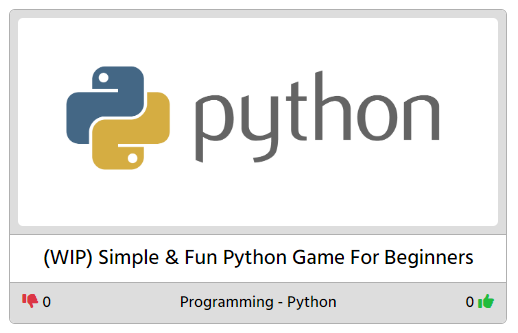 python
(WIP) Simple & Fun Python Game For Beginners
0 Programming - Python 0